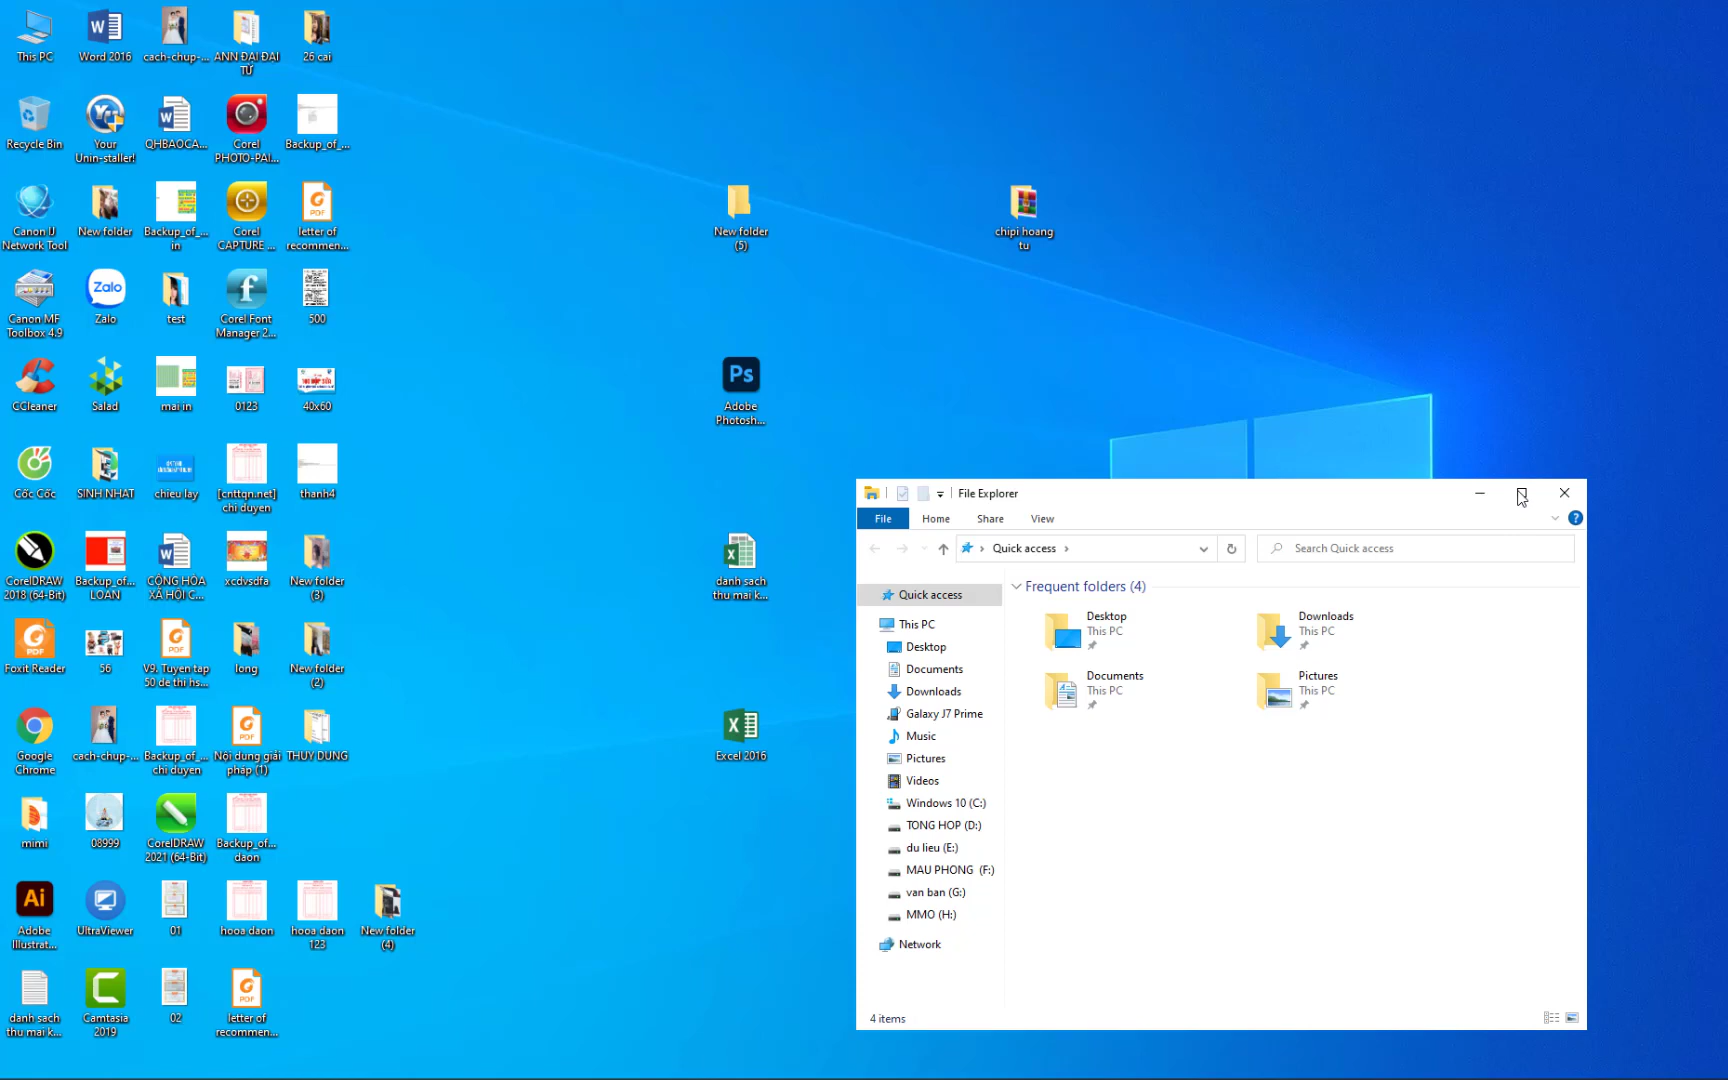 This PC
Word 2016
cach-chup-...
ANN ĐAI ĐAI
TỪ
26 cai
Recycle Bin
Your
Unin-staller!
QHBAOCA...
Corel
PHOTO-PAI...
Backup_of_...
Canon IJ
Network Tool
New folder
Backup_of_...
in
Corel
CAPTURE ...
letter of
recommen...
New folder
(5)
chipi hoang
tu
Canon MF
Toolbox 4.9
Zalo
test
Corel Font
Manager 2...
500
CCleaner
Salad
mai in
0123
40x60
Adobe
Photosh...
Cốc Cốc
SINH NHAT
chieu lay
[cnttqn.net]
chi duyen
thanh4
CorelDRAW
2018 (64-Bit)
Backup_of...
LOAN
CỘNG HÒA
XÃ HỘI C...
xcdvsdfa
New folder
(3)
danh sach
thu mai k...
Foxit Reader
56
V9. Tuyen tap
50 de thi hs...
long
New folder
(2)
Google
Chrome
cach-chup-...
Backup_of_...
chi duyen
Nội dung giải
pháp (1)
THUY DUNG
Excel 2016
mimi
08999
CorelDRAW
2021 (64-Bit)
Backup_of...
daon
Adobe
Illustrat...
UltraViewer
01
hooa daon
hooa daon
123
New folder
(4)
danh sach
thu mai k...
Camtasia
2019
02
letter of
recommen...
File Explorer
File
Home
Share
View
Quick access
Search Quick access
Quick access
This PC
Desktop
Documents
Downloads
Galaxy J7 Prime
Music
Pictures
Videos
Windows 10 (C:)
TONG HOP (D:)
du lieu (E:)
MAU PHONG (F:)
van ban (G:)
MMO (H:)
Network
Frequent folders (4)
Desktop
This PC
Downloads
This PC
Documents
This PC
Pictures
This PC
4 items